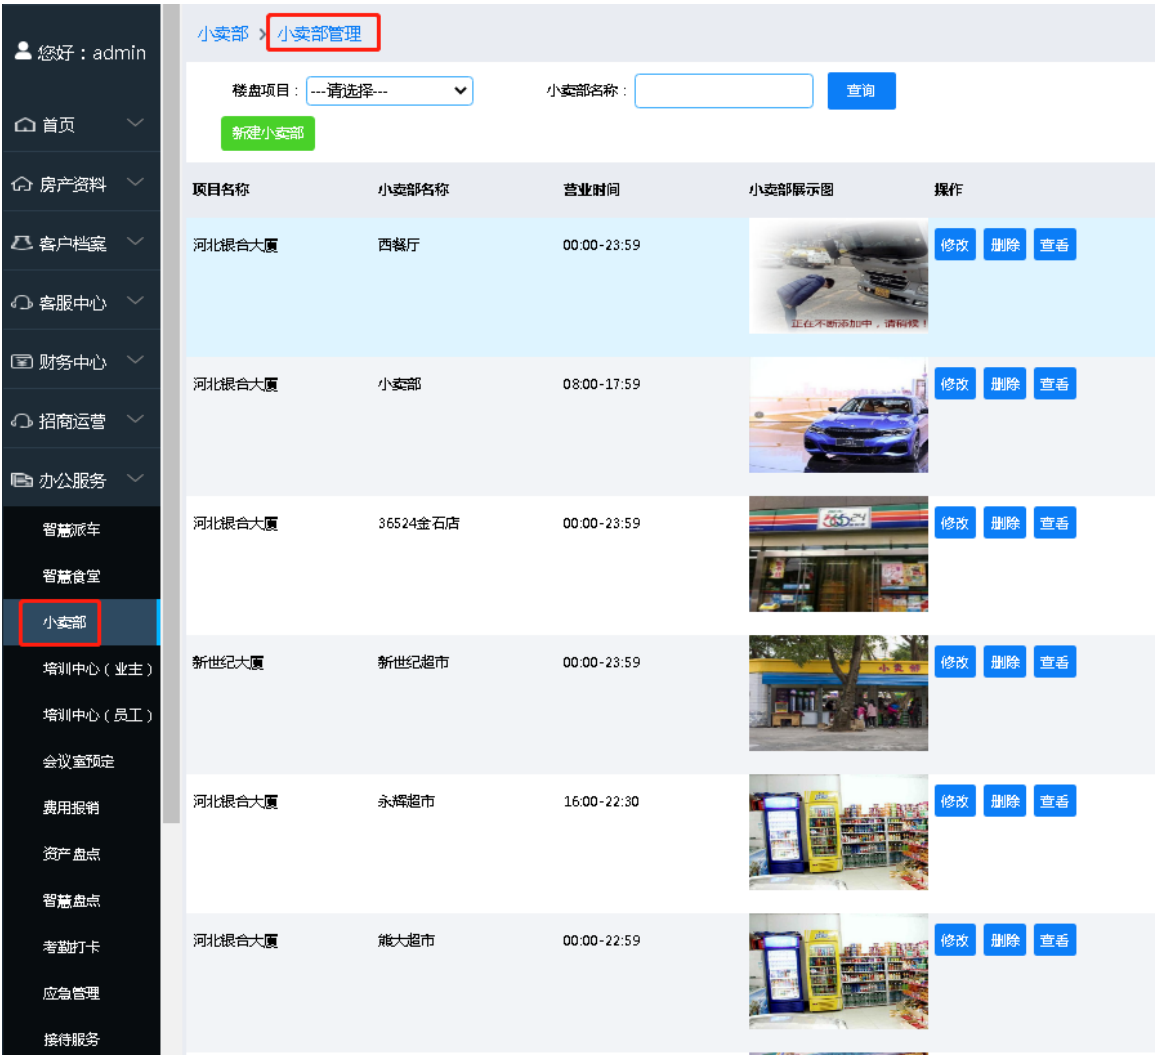 您好：admin
首页
房产资料
客户档案
客服中心
财务中心
招商运营
办公服务
智慧派车
智慧食堂
小卖部
培训中心（业主）
培训中心（员工）
会议室预定
费用报销
资产盘点
智慧盘点
考勤打卡
应急管理
接待服务
小卖部 > 小卖部管理
楼盘项目： ---请选择--- 小卖部名称： 查询
新建小卖部
项目名称 小卖部名称 营业时间 小卖部展示图 操作
河北银合大厦 西餐厅 00:00-23:59 修改 删除 查看
正在不断添加中，请稍候！
河北银合大厦 小卖部 08:00-17:59 修改 删除 查看
河北银合大厦 36524金石店 00:00-23:59 修改 删除 查看
新世纪大厦 新世纪超市 00:00-23:59 修改 删除 查看
小卖部
河北银合大厦 永辉超市 16:00-22:30 修改 删除 查看
河北银合大厦 熊大超市 00:00-22:59 修改 删除 查看